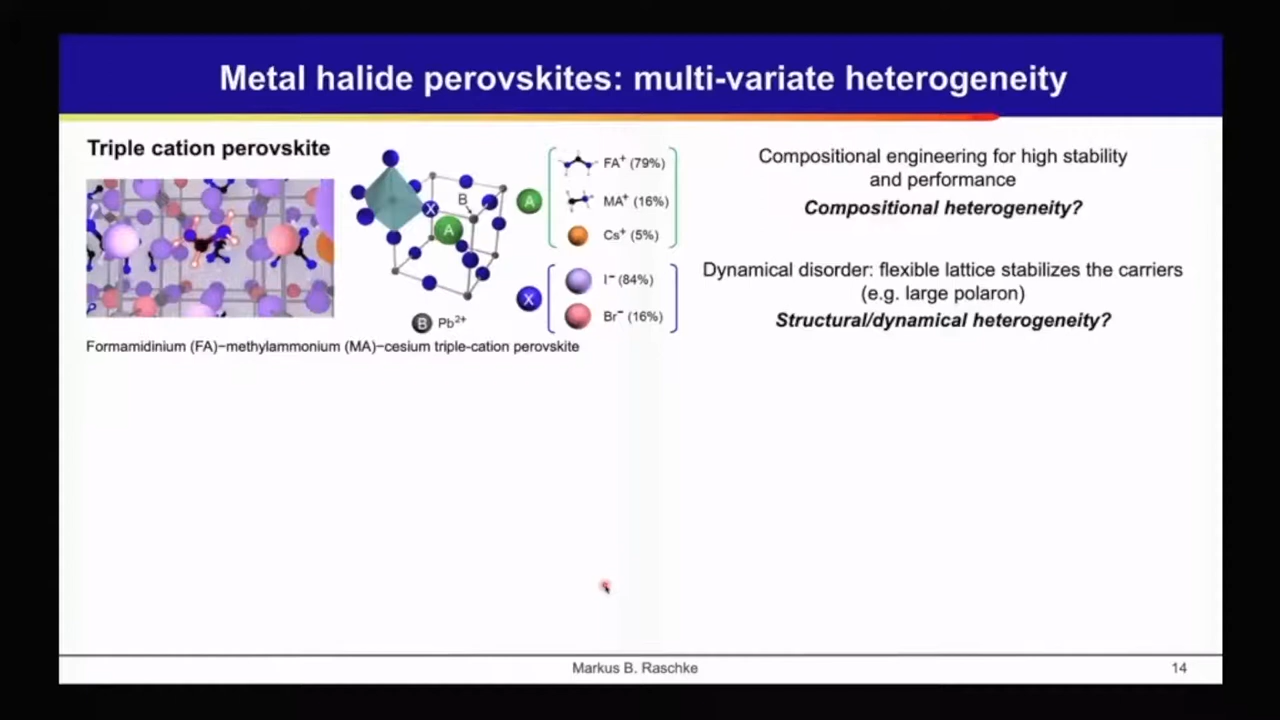 Metal halide perovskites: multi-variate heterogeneity
Triple cation perovskite
B
X
A
A
FA⁺ (79%)
MA⁺ (16%)
Cs⁺ (5%)
X
I⁻ (84%)
Br⁻ (16%)
B Pb²⁺
Formamidinium (FA)−methylammonium (MA)−cesium triple-cation perovskite
Compositional engineering for high stability
and performance
Compositional heterogeneity?
Dynamical disorder: flexible lattice stabilizes the carriers
(e.g. large polaron)
Structural/dynamical heterogeneity?
Markus B. Raschke
14